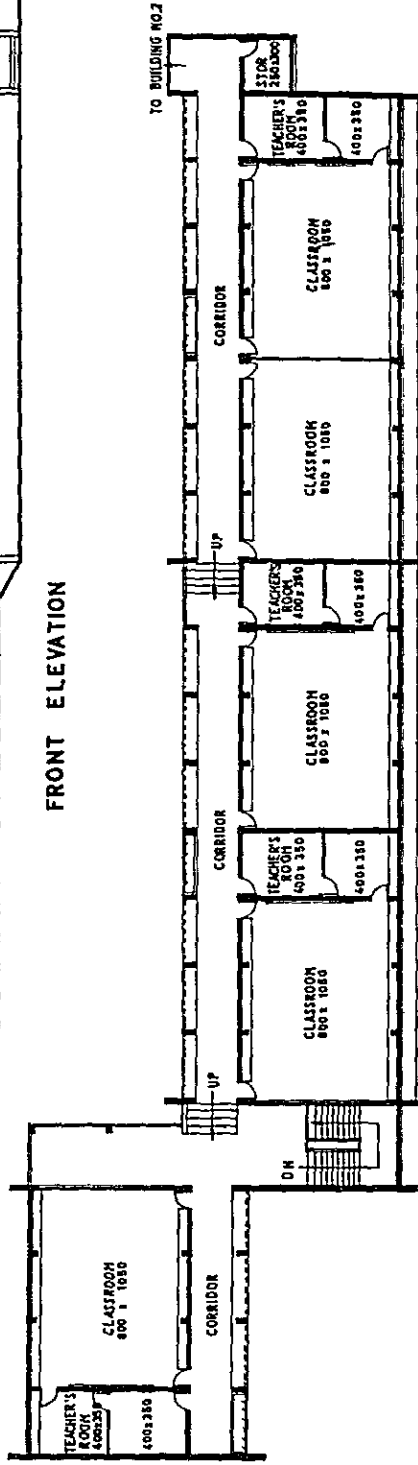 FRONT ELEVATION
TO BUILDING NO.2
STOR
250x300
TEACHER'S
ROOM
400x350
400x350
CLASSROOM
800 x 1050
CORRIDOR
CLASSROOM
800 x 1050
UP
TEACHER'S
ROOM
400x350
400x350
CLASSROOM
800 x 1050
CORRIDOR
TEACHER'S
ROOM
400x350
400x350
CLASSROOM
800 x 1050
UP
DN
CLASSROOM
800 x 1050
CORRIDOR
TEACHER'S
ROOM
400x350
400x350